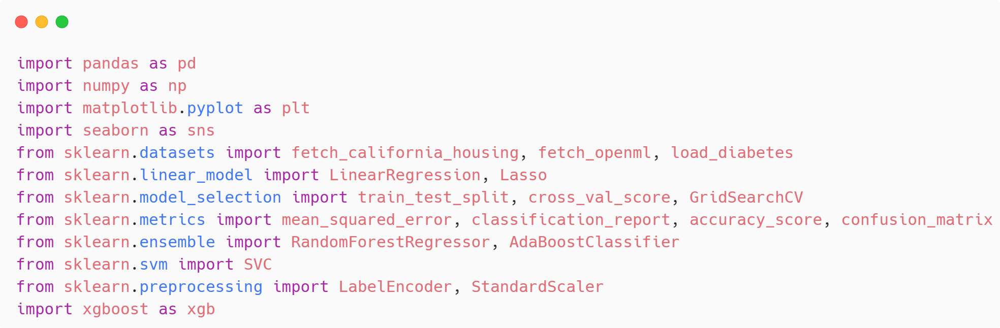 import pandas as pd
import numpy as np
import matplotlib.pyplot as plt
import seaborn as sns
from sklearn.datasets import fetch_california_housing, fetch_openml, load_diabetes
from sklearn.linear_model import LinearRegression, Lasso
from sklearn.model_selection import train_test_split, cross_val_score, GridSearchCV
from sklearn.metrics import mean_squared_error, classification_report, accuracy_score, confusion_matrix
from sklearn.ensemble import RandomForestRegressor, AdaBoostClassifier
from sklearn.svm import SVC
from sklearn.preprocessing import LabelEncoder, StandardScaler
import xgboost as xgb